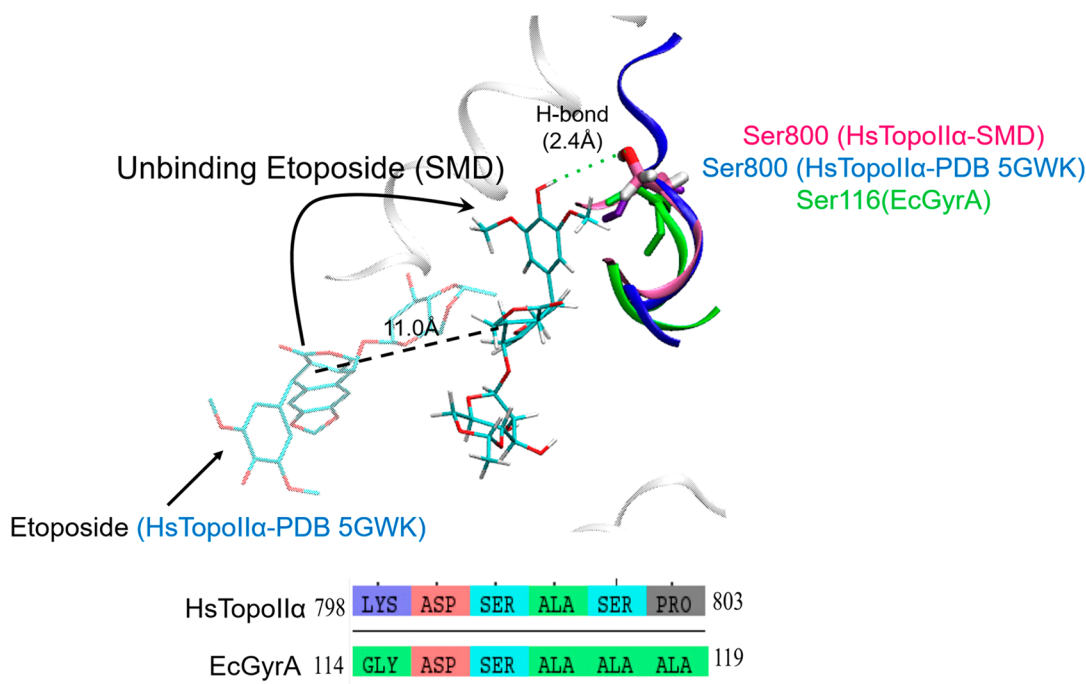 H-bond
(2.4Å)
Ser800 (HsTopoIIα-SMD)
Unbinding Etoposide (SMD)
Ser800 (HsTopoIIα-PDB 5GWK)
Ser116(EcGyrA)
11.0Å
Etoposide (HsTopoIIα-PDB 5GWK)
HsTopoIIα 798 LYS ASP SER ALA SER PRO 803
EcGyrA 114 GLY ASP SER ALA ALA ALA 119